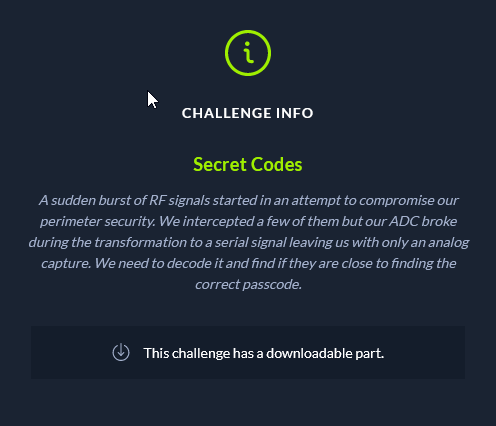 CHALLENGE INFO
Secret Codes
A sudden burst of RF signals started in an attempt to compromise our
perimeter security. We intercepted a few of them but our ADC broke
during the transformation to a serial signal leaving us with only an analog
capture. We need to decode it and find if they are close to finding the
correct passcode.
This challenge has a downloadable part.